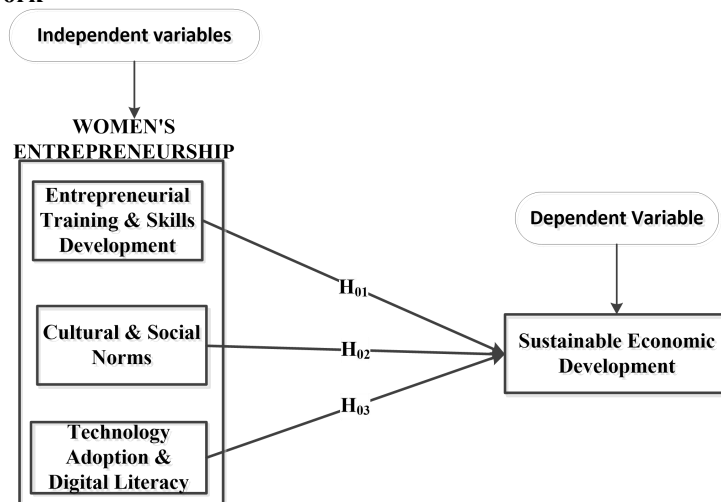 Independent variables
WOMEN'S
ENTREPRENEURSHIP
Entrepreneurial
Training & Skills
Development
Dependent Variable
H01
Cultural & Social
Norms
H02
Sustainable Economic
Development
H03
Technology
Adoption &
Digital Literacy